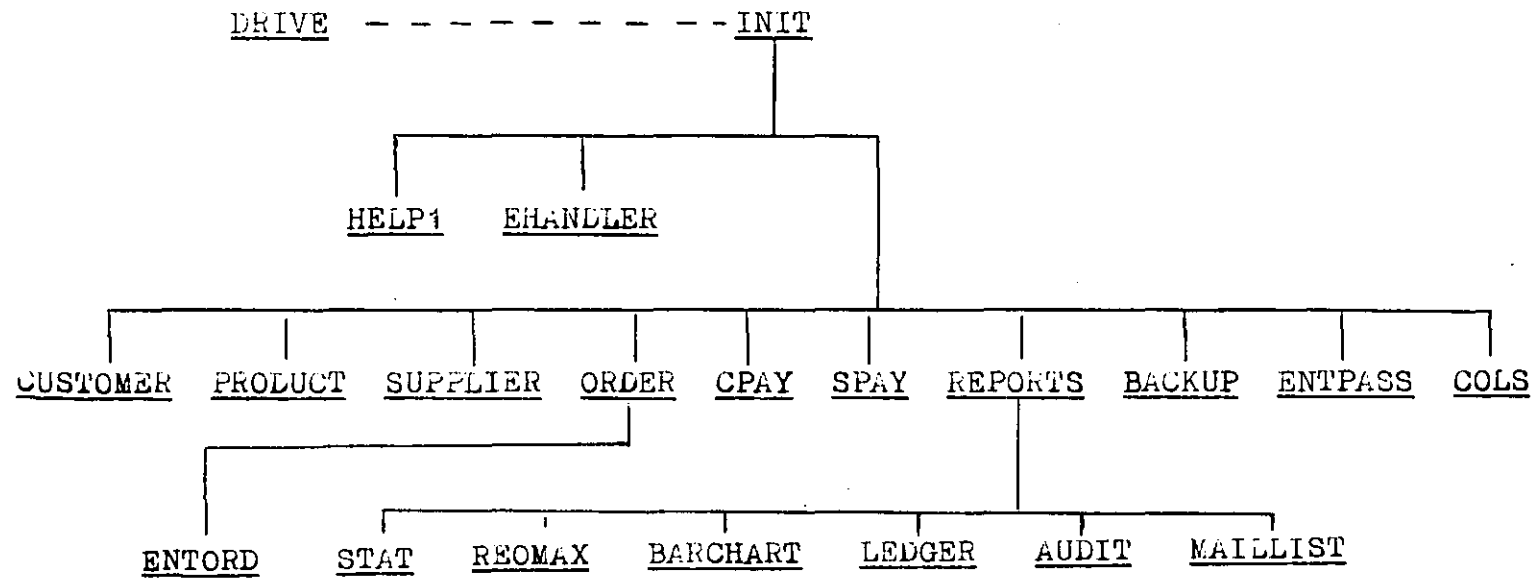 DRIVE INIT
HELP1 EHANDLER
CUSTOMER PRODUCT SUPPLIER ORDER CPAY SPAY REPORTS BACKUP ENTPASS COLS
ENTORD STAT REOMAX BARCHART LEDGER AUDIT MAILLIST